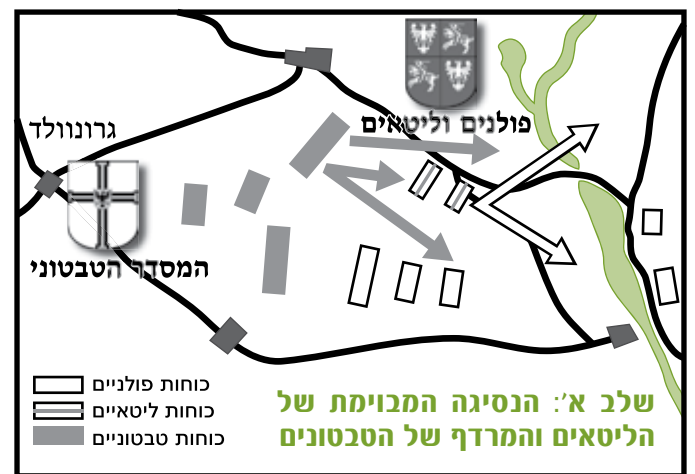 פולנים וליטאים
גרונוולד
המסדר הטבטוני
כוחות פולניים
כוחות ליטאיים
כוחות טבטוניים
שלב א׳: הנסיגה המבוימת של
הליטאים והמרדף של הטבטונים